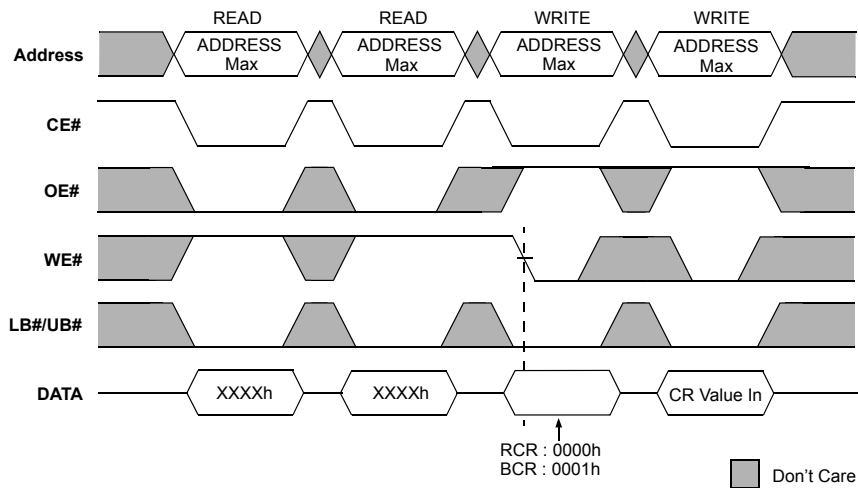 READ READ WRITE WRITE
Address ADDRESS Max ADDRESS Max ADDRESS Max ADDRESS Max
CE#
OE#
WE#
LB#/UB#
DATA XXXXh XXXXh CR Value In
RCR : 0000h
BCR : 0001h
Don't Care